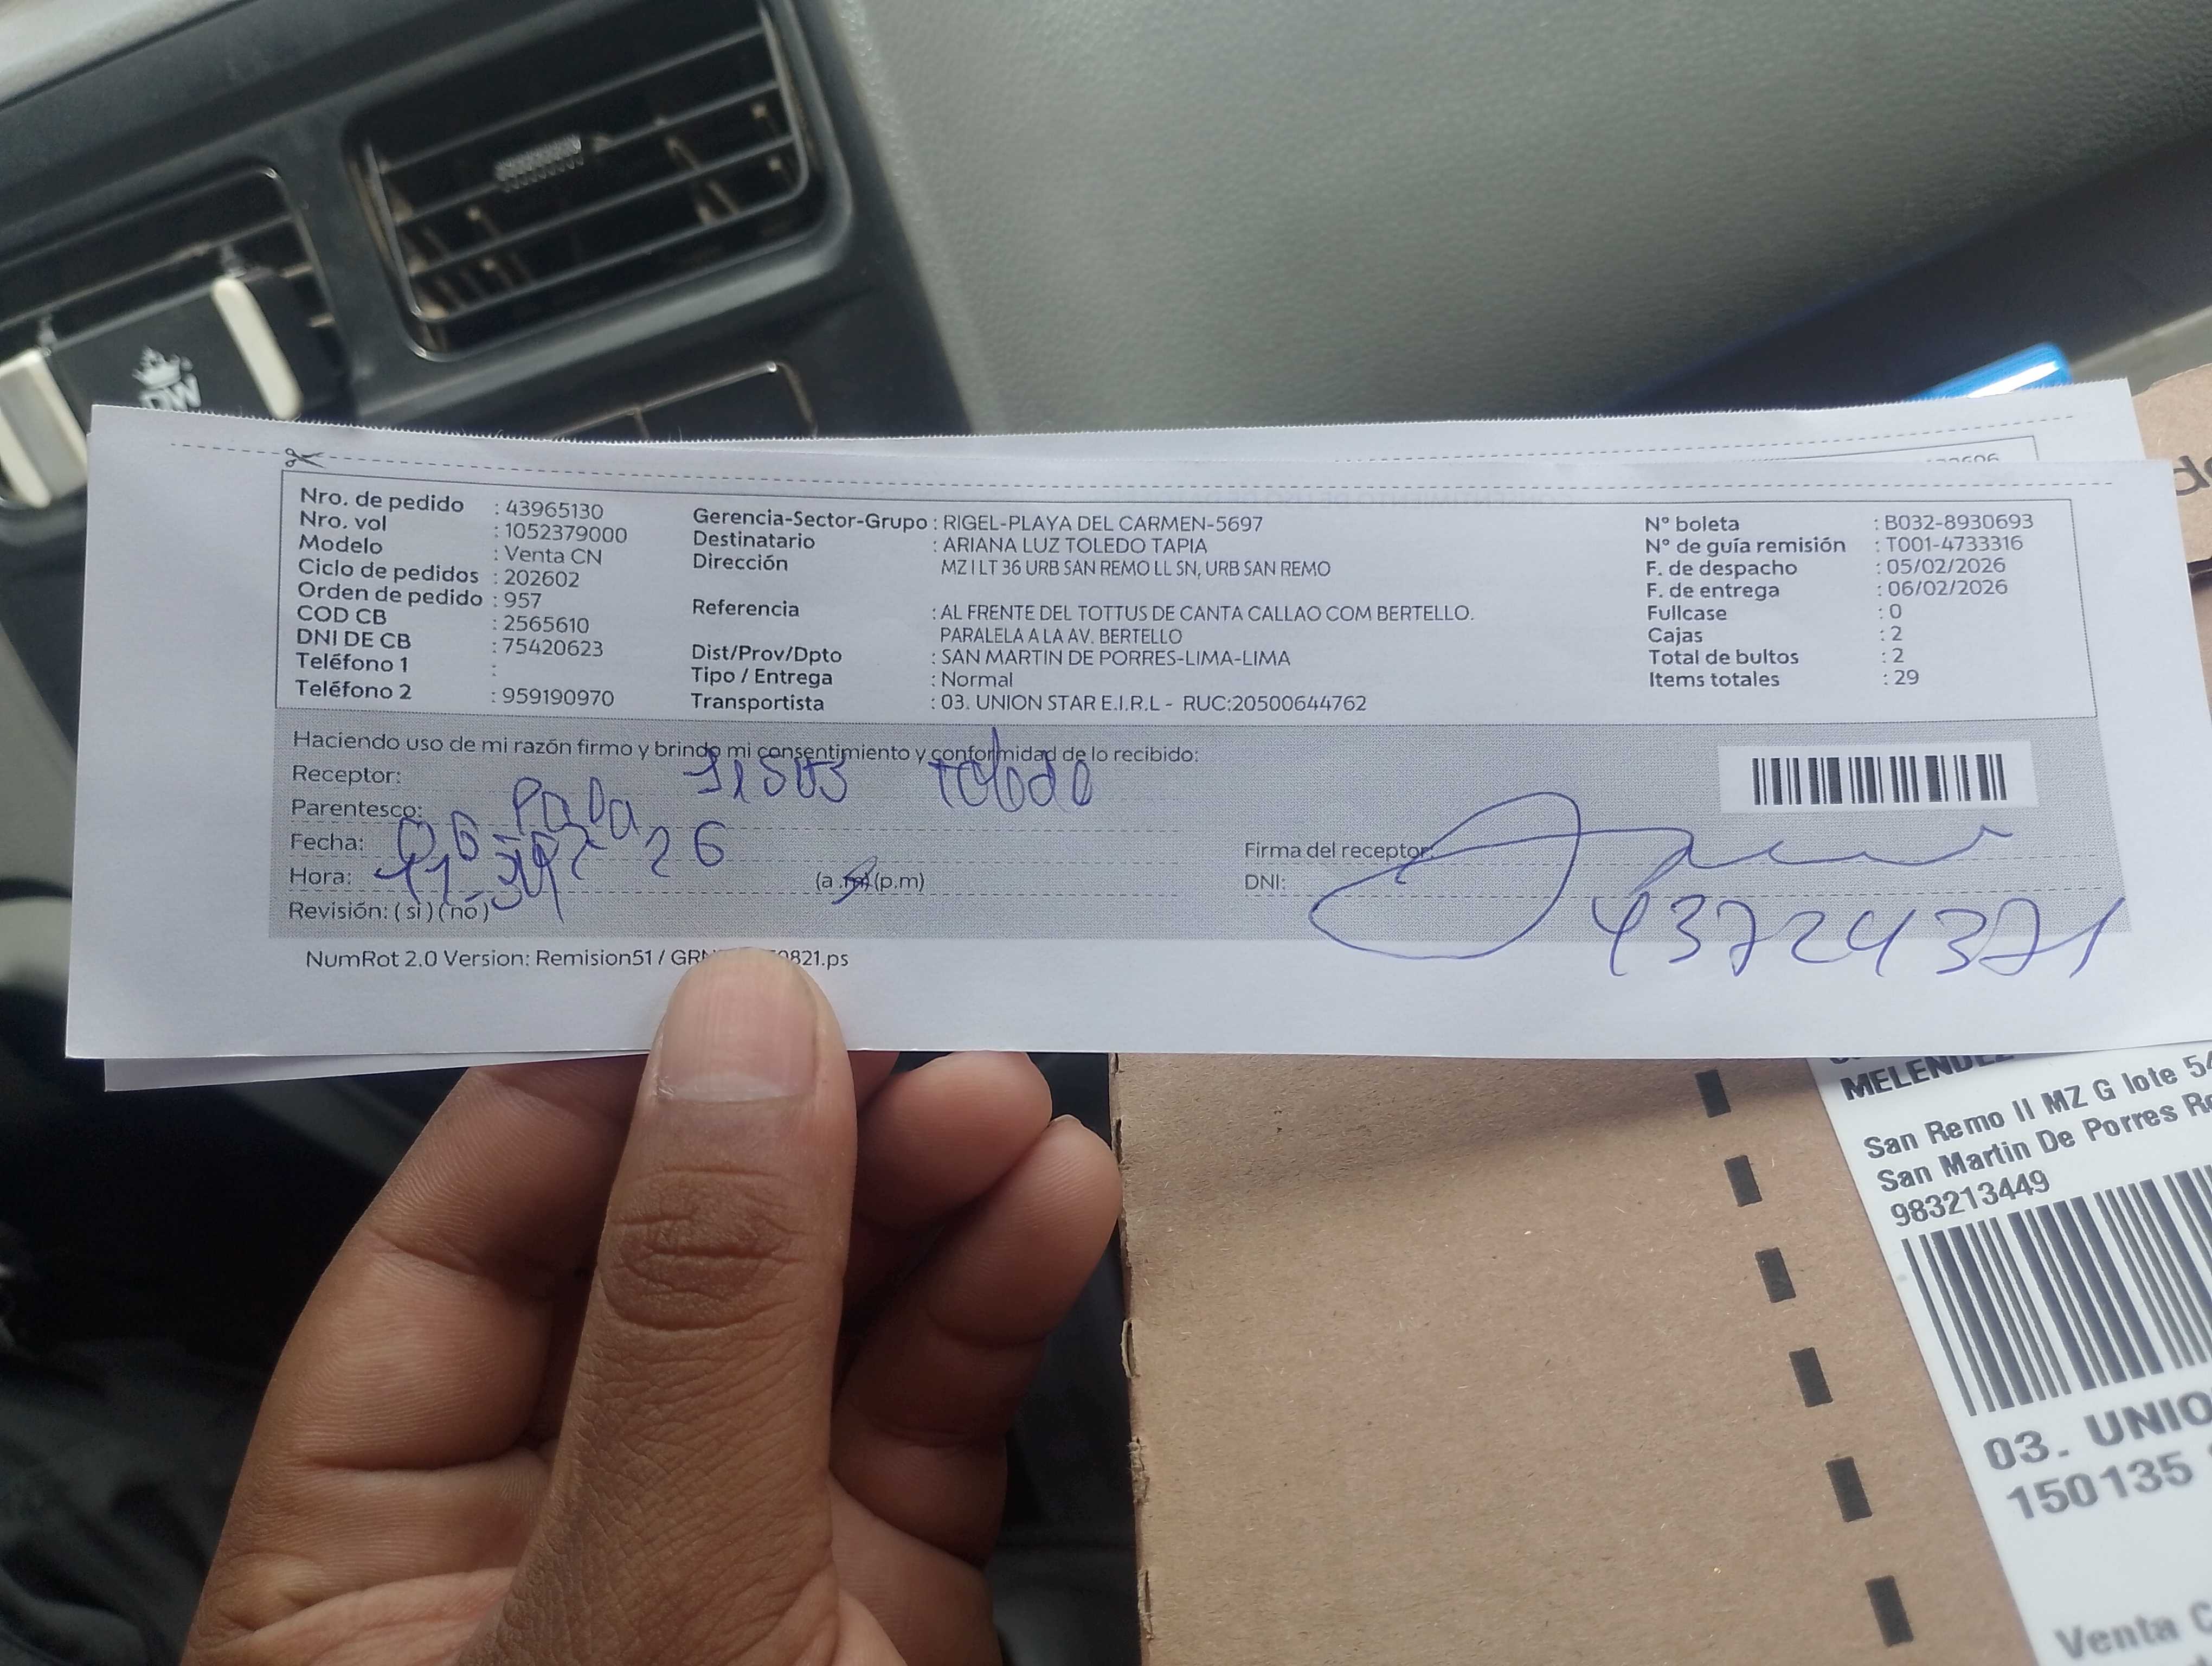 DW
Nro. de pedido : 43965130
Nro. vol : 1052379000
Modelo : Venta CN
Ciclo de pedidos : 202602
Orden de pedido : 957
COD CB : 2565610
DNI DE CB : 75420623
Teléfono 1 :
Teléfono 2 : 959190970
Gerencia-Sector-Grupo : RIGEL-PLAYA DEL CARMEN-5697
Destinatario : ARIANA LUZ TOLEDO TAPIA
Dirección MZ I LT 36 URB SAN REMO LL SN, URB SAN REMO
Referencia : AL FRENTE DEL TOTTUS DE CANTA CALLAO COM BERTELLO.
PARALELA A LA AV. BERTELLO
Dist/Prov/Dpto : SAN MARTIN DE PORRES-LIMA-LIMA
Tipo / Entrega : Normal
Transportista : 03. UNION STAR E.I.R.L - RUC:20500644762
N° boleta : B032-8930693
N° de guía remisión : T001-4733316
F. de despacho : 05/02/2026
F. de entrega : 06/02/2026
Fullcase : 0
Cajas : 2
Total de bultos : 2
Items totales : 29
Haciendo uso de mi razón firmo y brindo mi consentimiento y conformidad de lo recibido:
Receptor: Toledo
Parentesco: Papa
Fecha: 06 26
Hora: (a.m) (p.m)
Revisión: ( si ) ( no )
Firma del receptor:
DNI: 43724371
NumRot 2.0 Version: Remision51 / 0821.ps
MELENDEZ
San Remo II MZ G lote 54
San Martin De Porres
983213449
03. UNIO
150135
Venta C